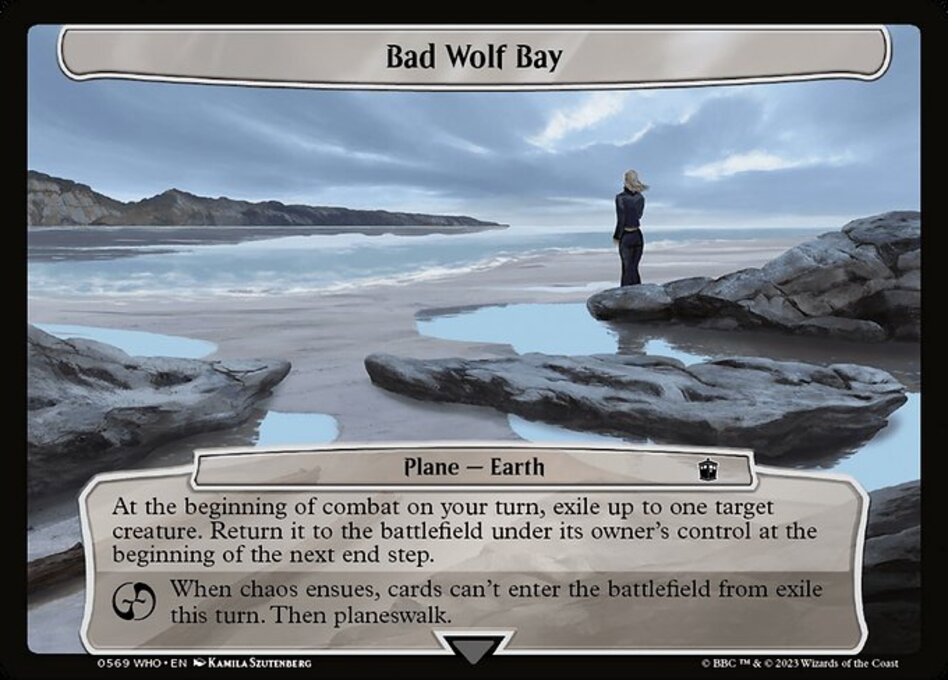 Bad Wolf Bay
Plane — Earth
At the beginning of combat on your turn, exile up to one target
creature. Return it to the battlefield under its owner's control at the
beginning of the next end step.
When chaos ensues, cards can't enter the battlefield from exile
this turn. Then planeswalk.
0569 WHO • EN Kamila Szutenberg
© BBC ™ & © 2023 Wizards of the Coast